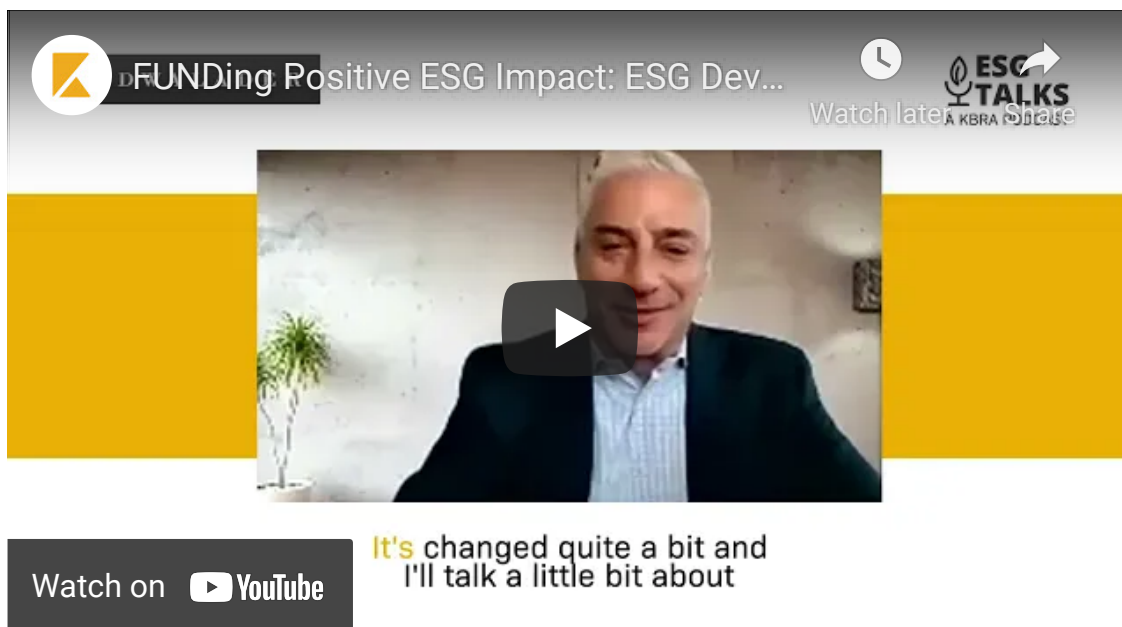 FUNDing Positive ESG Impact: ESG Dev...
Watch later
Share
ESG
TALKS
A KBRA PODCAST
It's changed quite a bit and
I'll talk a little bit about
Watch on YouTube